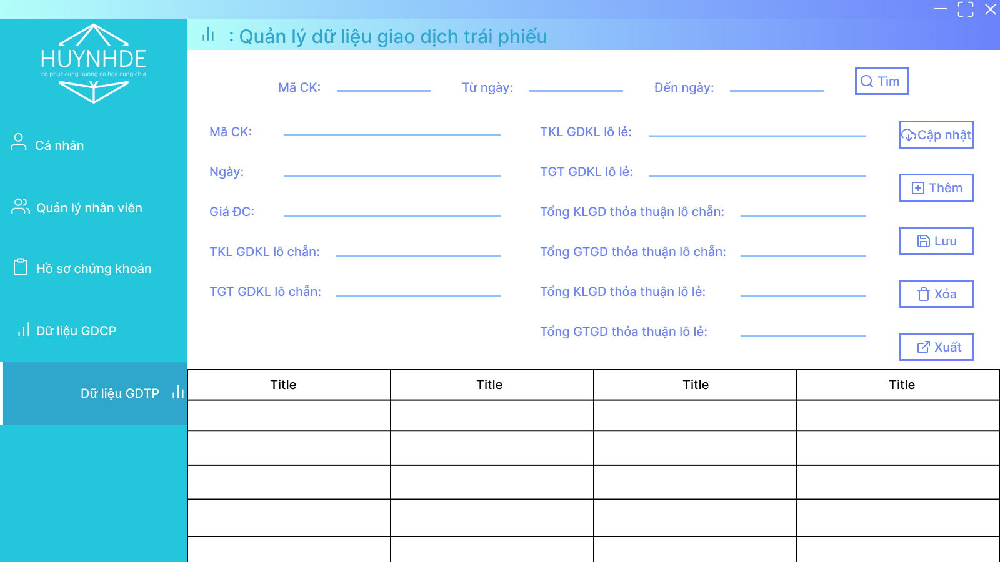 HUYNHDE
co phuc cung huong co hoa cung chia
Cá nhân
Quản lý nhân viên
Hồ sơ chứng khoán
Dữ liệu GDCP
Dữ liệu GDTP
: Quản lý dữ liệu giao dịch trái phiếu
Mã CK: Từ ngày: Đến ngày: Tìm
Mã CK: TKL GDKL lô lẻ: Cập nhật
Ngày: TGT GDKL lô lẻ: Thêm
Giá ĐC: Tổng KLGD thỏa thuận lô chẵn:
Lưu
TKL GDKL lô chẵn: Tổng GTGD thỏa thuận lô chẵn:
TGT GDKL lô chẵn: Tổng KLGD thỏa thuận lô lẻ: Xóa
Tổng GTGD thỏa thuận lô lẻ: Xuất
Title Title Title Title